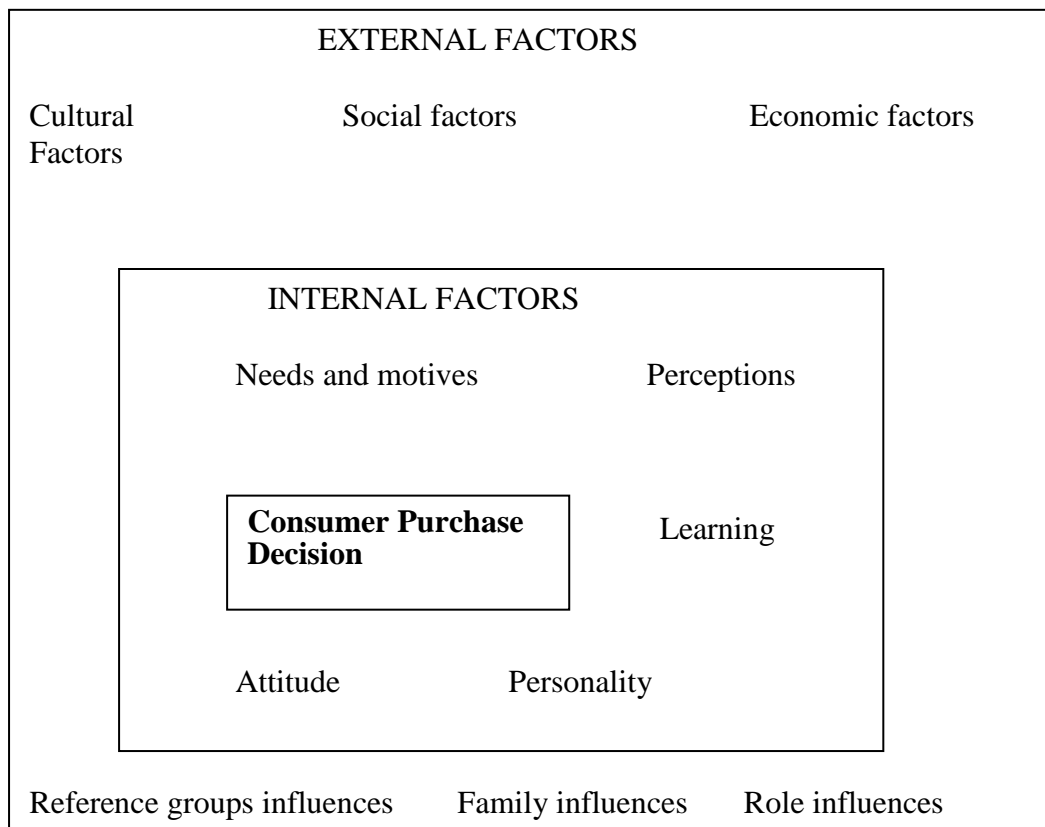 EXTERNAL FACTORS
Cultural Factors
Social factors
Economic factors
INTERNAL FACTORS
Needs and motives
Perceptions
Consumer Purchase
Decision
Learning
Attitude
Personality
Reference groups influences
Family influences
Role influences